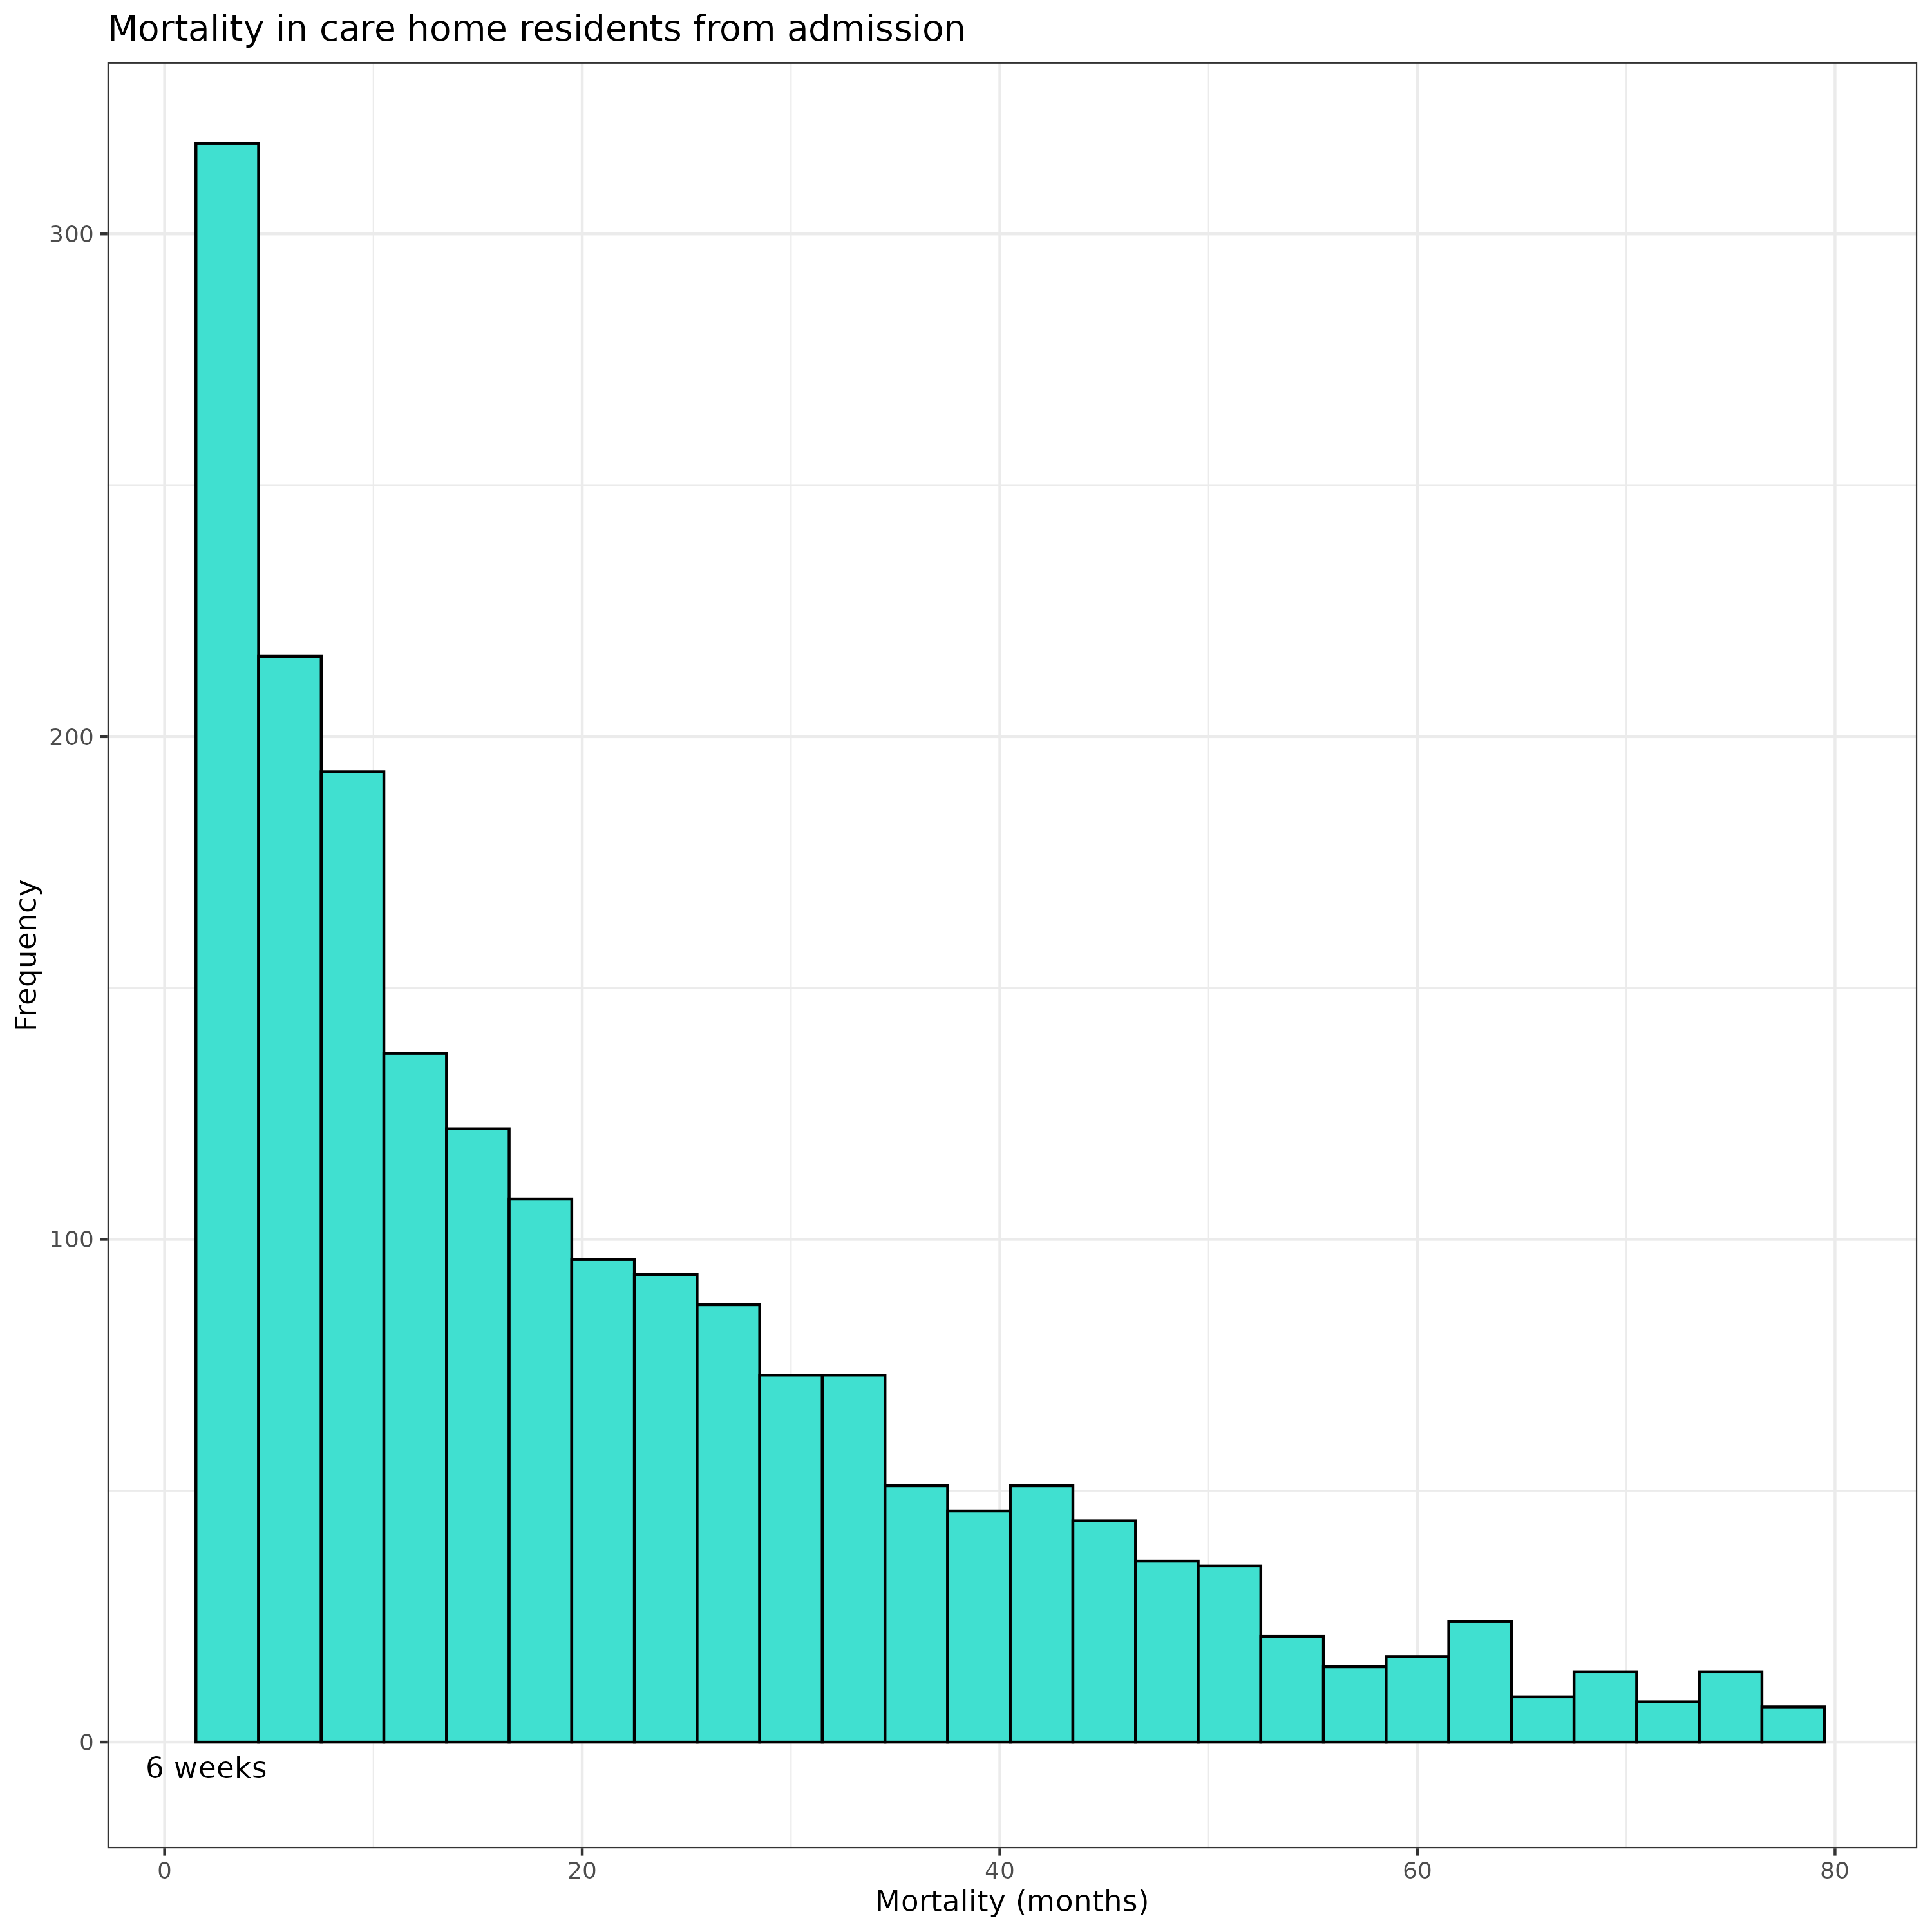 Mortality in care home residents from admission
300
200
100
0
Frequency
6 weeks
0 20 40 60 80
Mortality (months)